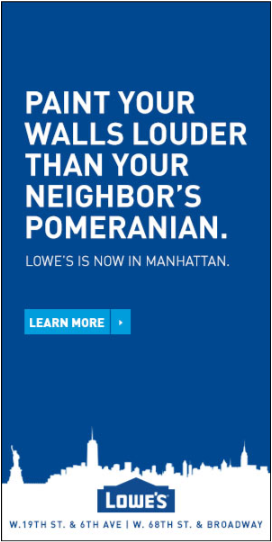 PAINT YOUR
WALLS LOUDER
THAN YOUR
NEIGHBOR'S
POMERANIAN.
LOWE'S IS NOW IN MANHATTAN.
LEARN MORE
LOWE'S
W.19TH ST. & 6TH AVE | W. 68TH ST. & BROADWAY